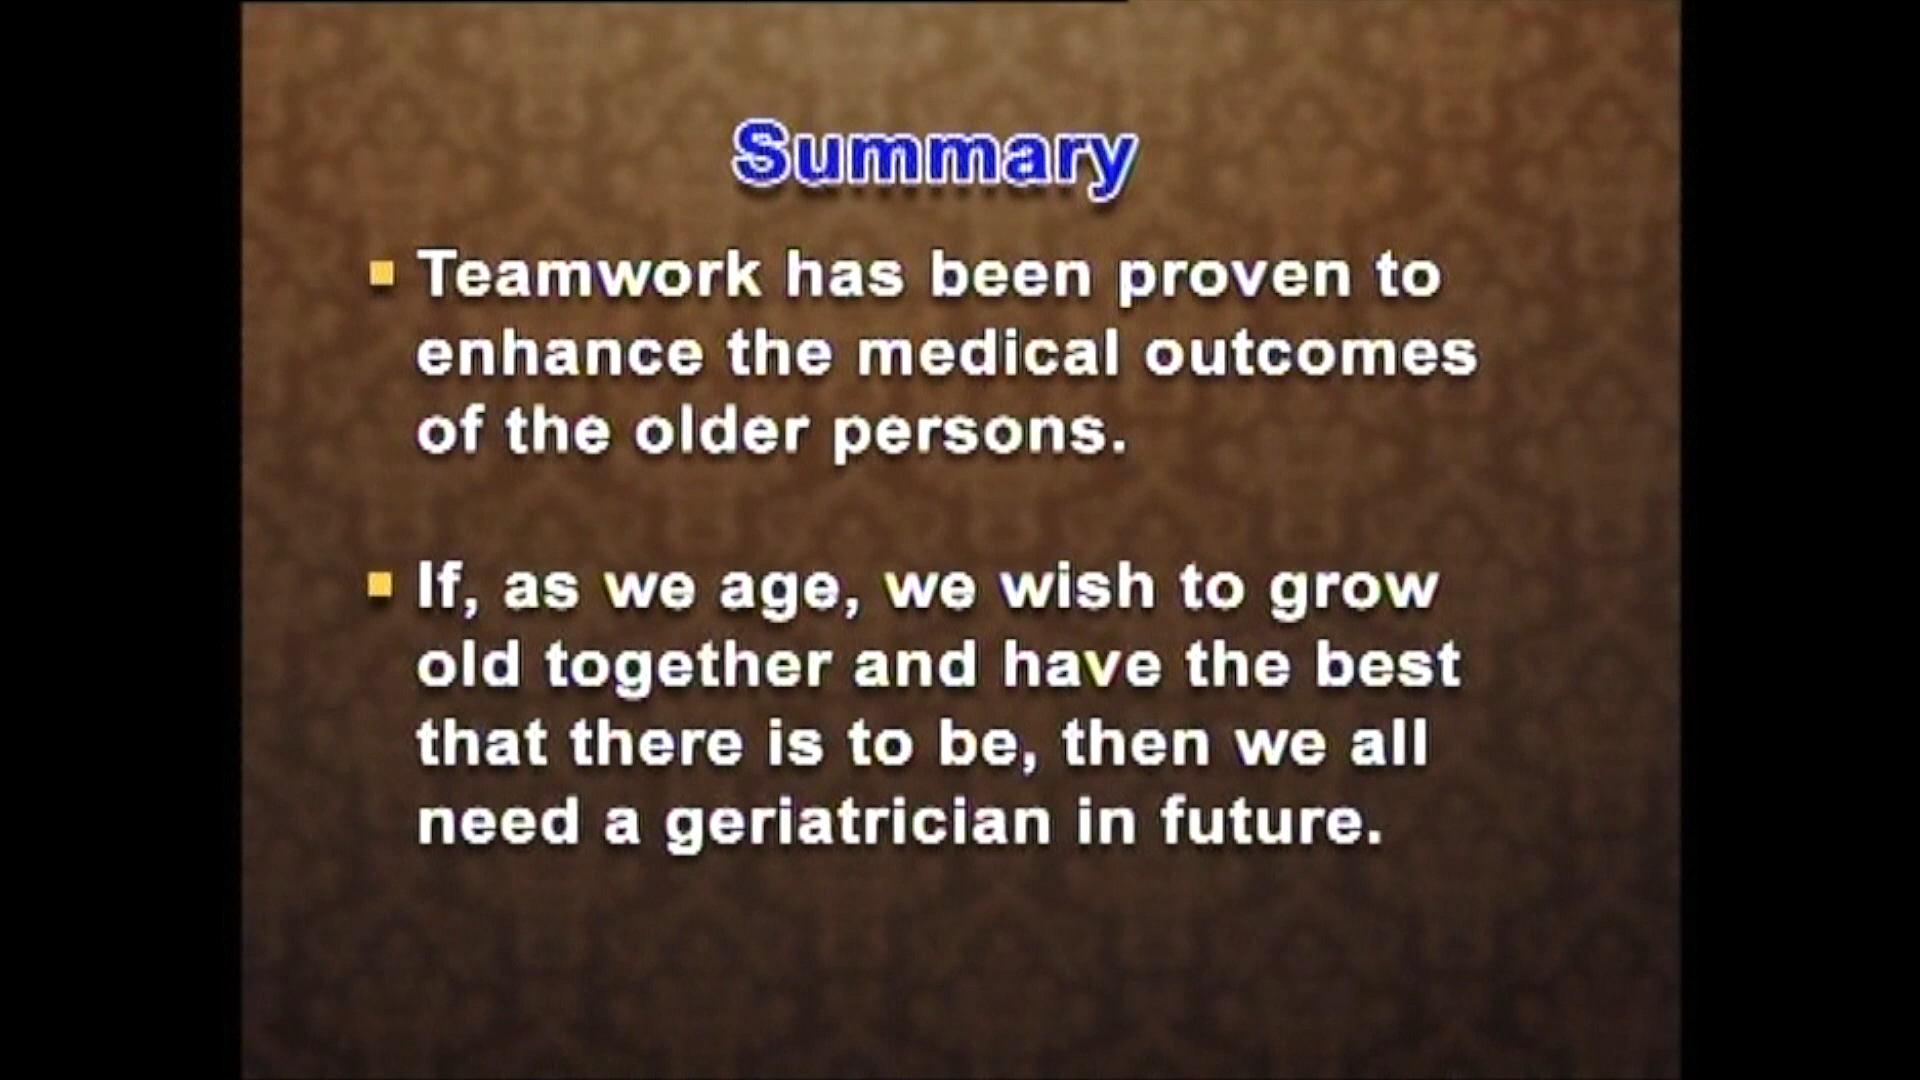 Summary
Teamwork has been proven to
enhance the medical outcomes
of the older persons.
If, as we age, we wish to grow
old together and have the best
that there is to be, then we all
need a geriatrician in future.